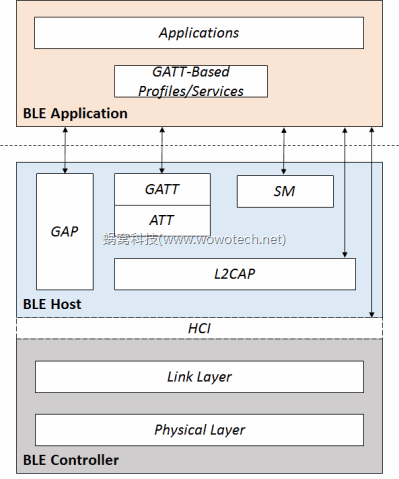 Applications
GATT-Based
Profiles/Services
BLE Application
GATT
SM
ATT
GAP
蜗窝科技(www.wowotech.net)
L2CAP
BLE Host
HCI
Link Layer
Physical Layer
BLE Controller